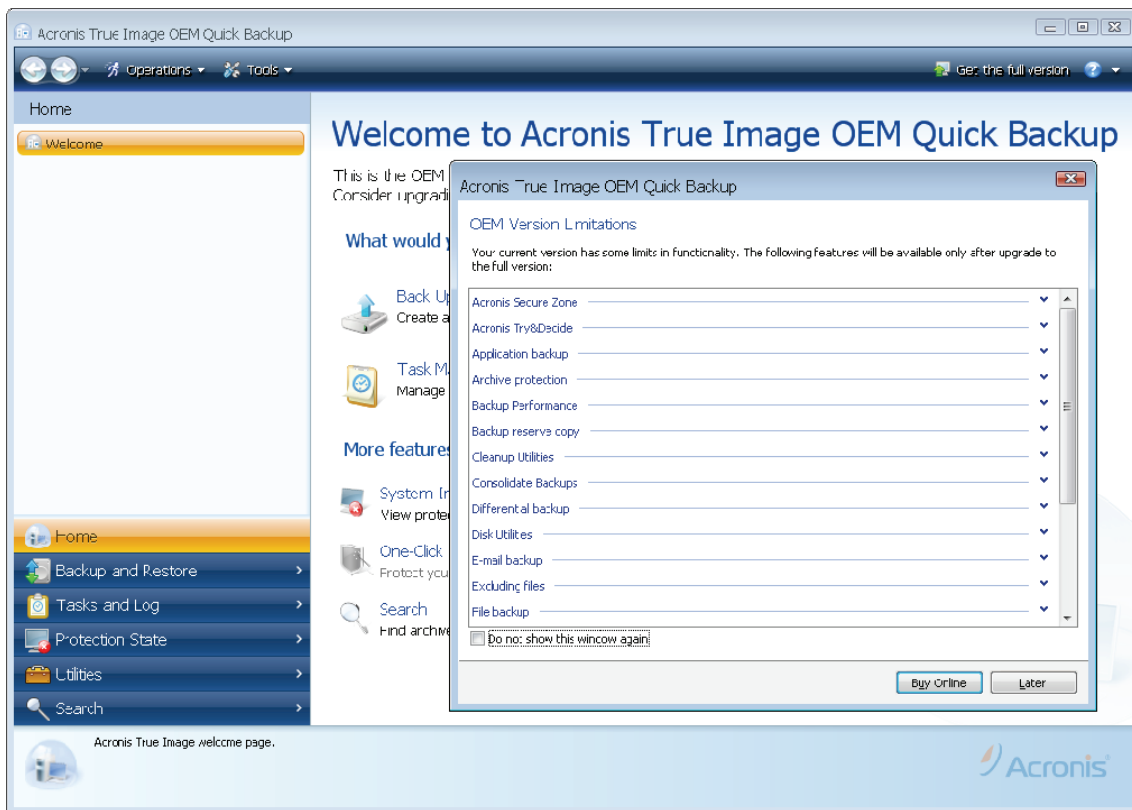 Acronis True Image OEM Quick Backup
Operations
Tools
Get the full version
Home
Welcome
Welcome to Acronis True Image OEM Quick Backup
This is the OEM
Consider upgradi
What would y
Back Up
Create a
Task Ma
Manage
More features
System In
View prote
One-Click
Protect you
Search
Find archive
Acronis True Image OEM Quick Backup
OEM Version Limitations
Your current version has some limits in functionality. The following features will be available only after upgrade to
the full version:
Acronis Secure Zone
Acronis Try&Decide
Application backup
Archive protection
Backup Performance
Backup reserve copy
Cleanup Utilities
Consolidate Backups
Differential backup
Disk Utilites
E-mail backup
Excluding files
File backup
Do not show this window again
Buy Online
Later
Home
Backup and Restore
Tasks and Log
Protection State
Utilities
Search
Acronis True Image welcome page.
Acronis